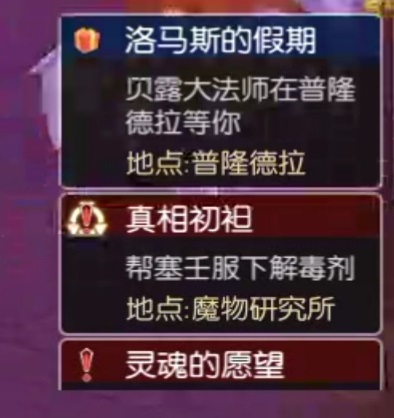 洛马斯的假期
贝露大法师在普隆
德拉等你
地点:普隆德拉
真相初袒
帮塞壬服下解毒剂
地点:魔物研究所
灵魂的愿望